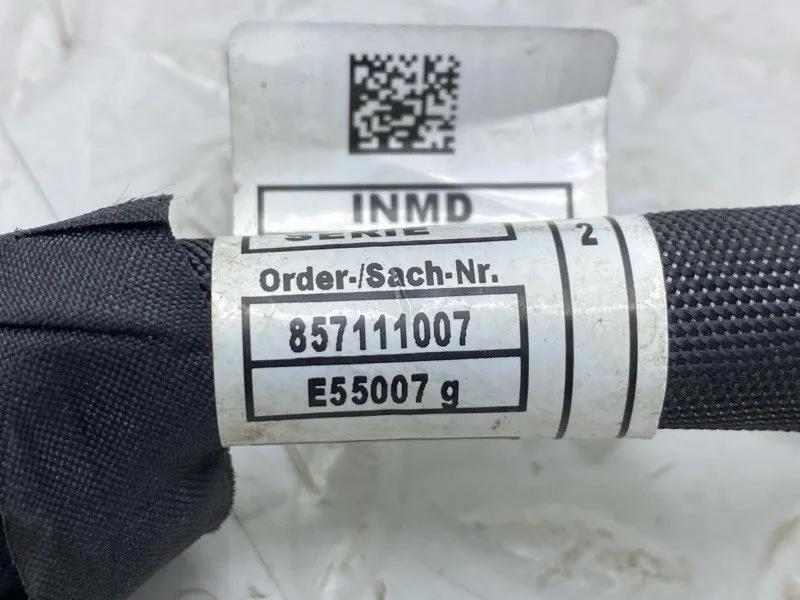 INMD
SERIE
2
Order-/Sach-Nr.
857111007
E55007 g